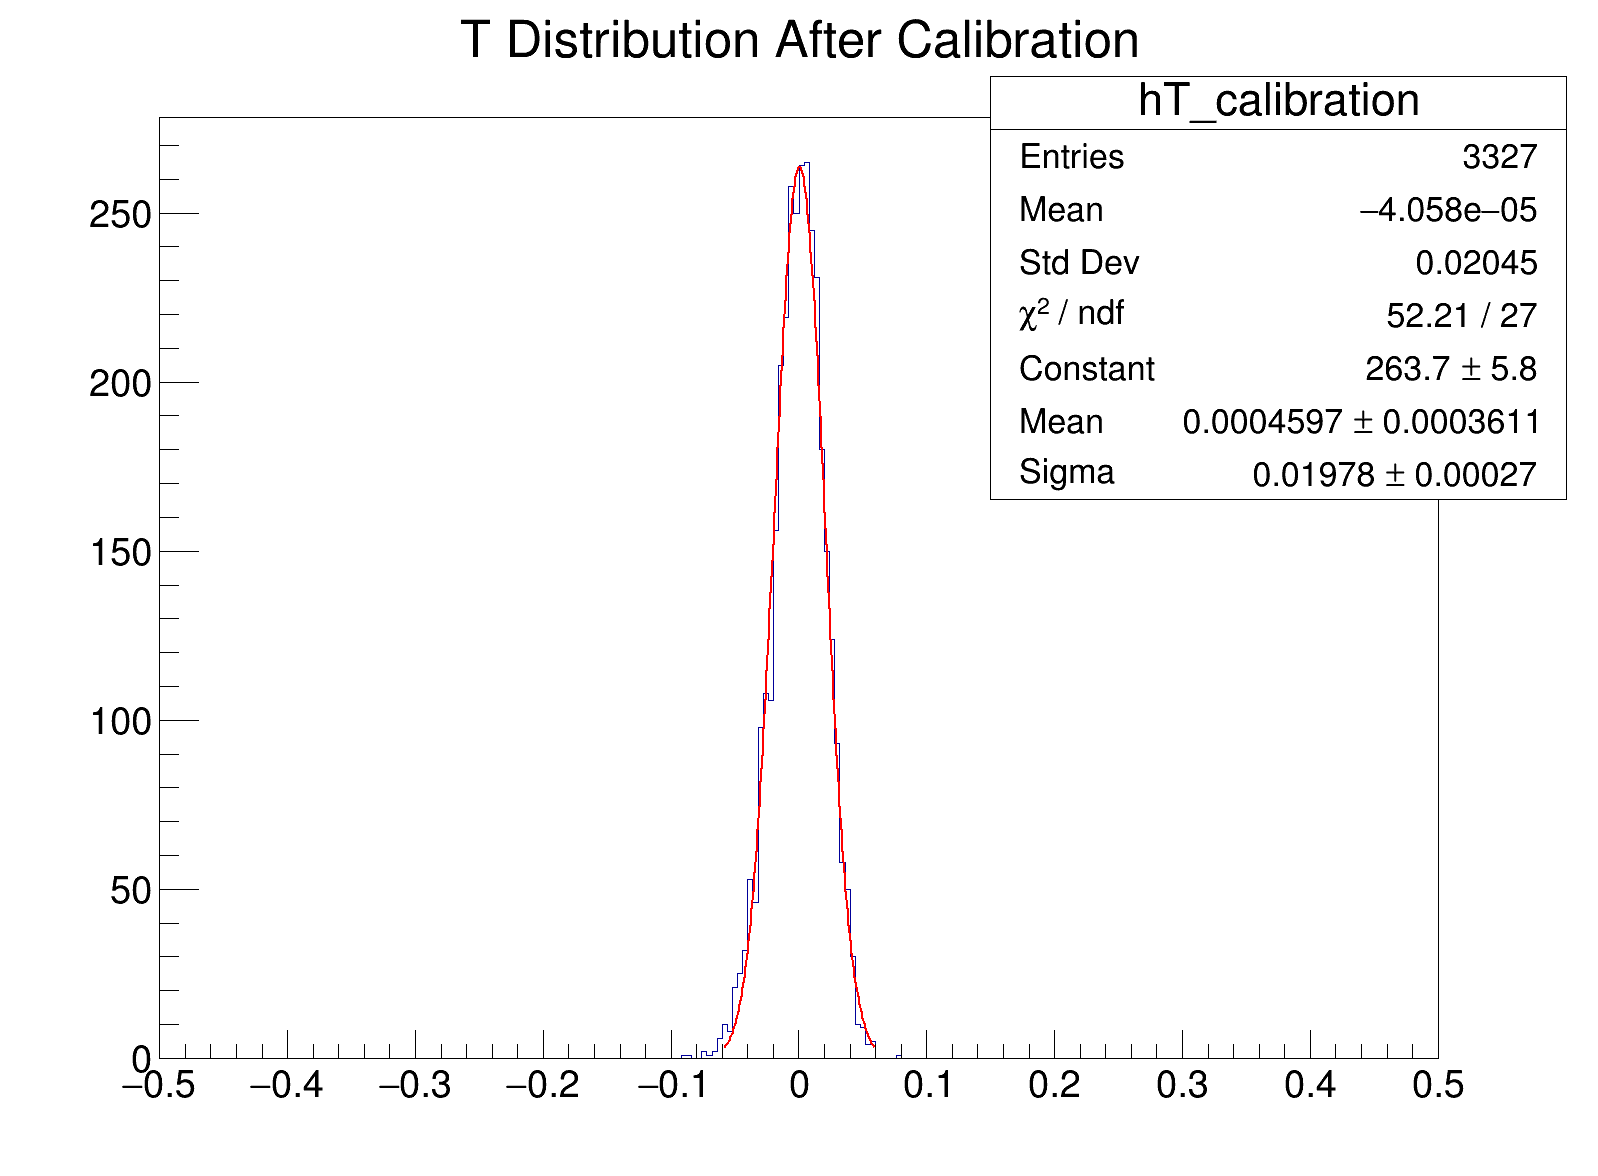 T Distribution After Calibration
hT_calibration
Entries 3327
Mean −4.058e−05
Std Dev 0.02045
χ² / ndf 52.21 / 27
Constant 263.7 ± 5.8
Mean 0.0004597 ± 0.0003611
Sigma 0.01978 ± 0.00027
250
200
150
100
50
0
−0.5 −0.4 −0.3 −0.2 −0.1 0 0.1 0.2 0.3 0.4 0.5